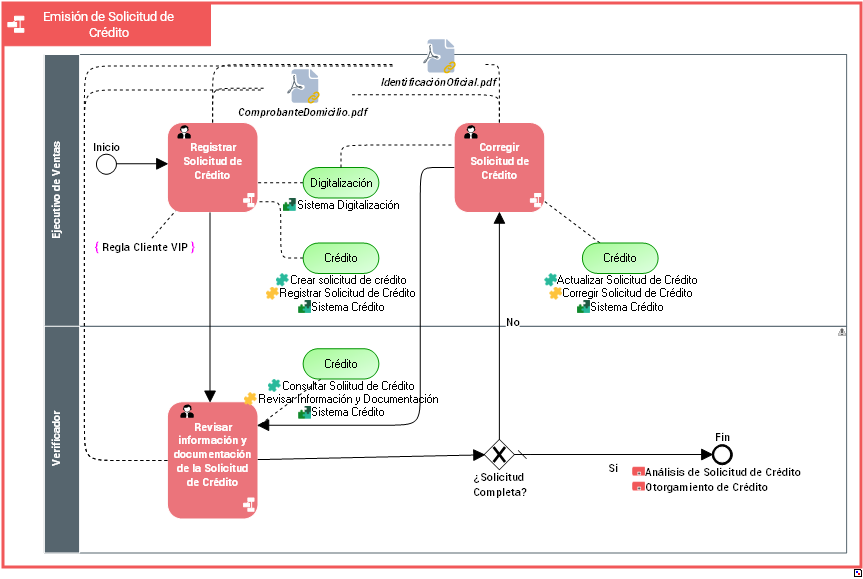 Emisión de Solicitud de
Crédito
IdentificaciónOficial.pdf
ComprobanteDomicilio.pdf
Ejecutivo de Ventas
Inicio
Registrar
Solicitud de
Crédito
Corregir
Solicitud de
Crédito
Digitalización
Sistema Digitalización
{ Regla Cliente VIP }
Crédito
Crear solicitud de crédito
Registrar Solicitud de Crédito
Sistema Crédito
Crédito
Actualizar Solicitud de Crédito
Corregir Solicitud de Crédito
Sistema Crédito
No
Verificador
Crédito
Consultar Soliitud de Crédito
Revisar Información y Documentación
Sistema Crédito
Revisar
información y
documentación
de la Solicitud
de Crédito
¿Solicitud
Completa?
Si
Fin
Análisis de Solicitud de Crédito
Otorgamiento de Crédito